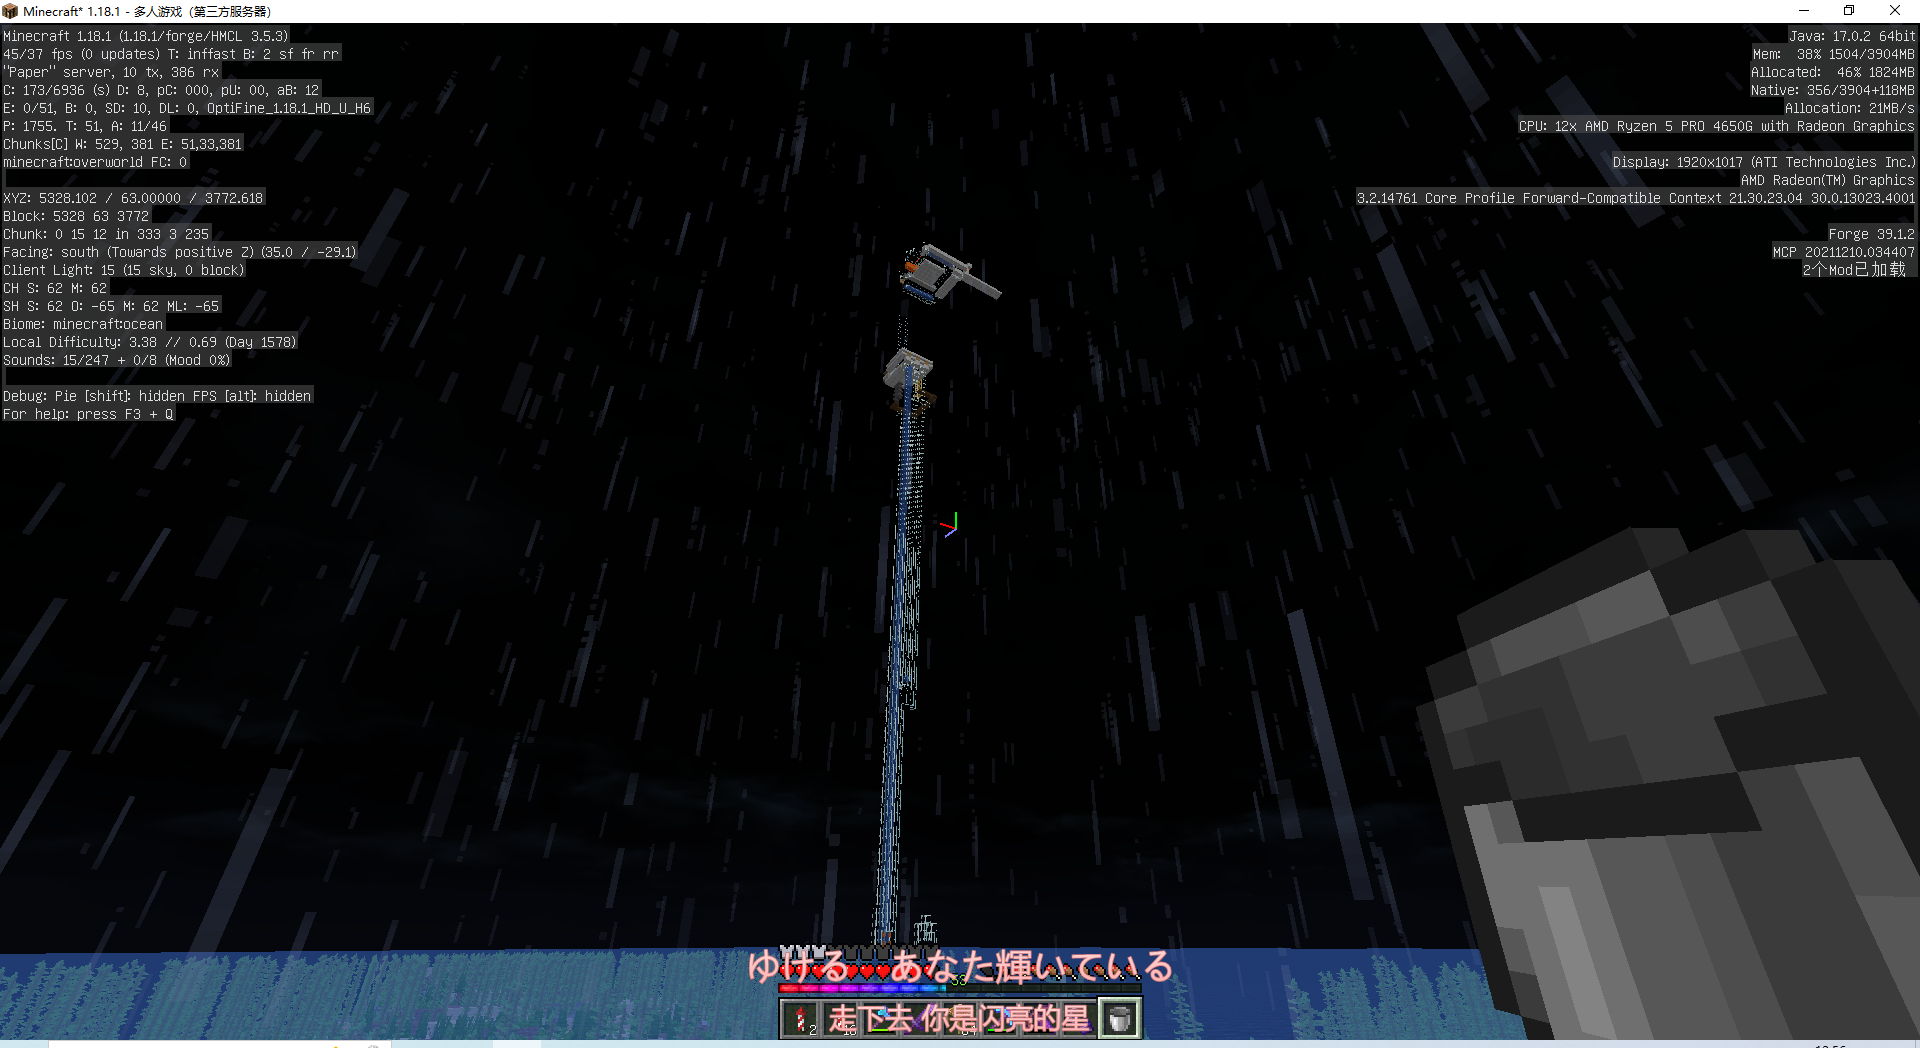 Minecraft* 1.18.1 - 多人游戏（第三方服务器）
Minecraft 1.18.1 (1.18.1/forge/HMCL 3.5.3)
45/37 fps (0 updates) T: inffast B: 2 sf fr rr
"Paper" server, 10 tx, 386 rx
C: 173/6936 (s) D: 8, pC: 000, pU: 00, aB: 12
E: 0/51, B: 0, SD: 10, DL: 0, OptiFine_1.18.1_HD_U_H6
P: 1755. T: 51, A: 11/46
Chunks[C] W: 529, 381 E: 51,33,381
minecraft:overworld FC: 0
XYZ: 5328.102 / 63.00000 / 3772.618
Block: 5328 63 3772
Chunk: 0 15 12 in 333 3 235
Facing: south (Towards positive Z) (35.0 / -29.1)
Client Light: 15 (15 sky, 0 block)
CH S: 62 M: 62
SH S: 62 O: -65 M: 62 ML: -65
Biome: minecraft:ocean
Local Difficulty: 3.38 // 0.69 (Day 1578)
Sounds: 15/247 + 0/8 (Mood 0%)
Debug: Pie [shift]: hidden FPS [alt]: hidden
For help: press F3 + Q
Java: 17.0.2 64bit
Mem: 38% 1504/3904MB
Allocated: 46% 1824MB
Native: 356/3904+118MB
Allocation: 21MB/s
CPU: 12x AMD Ryzen 5 PRO 4650G with Radeon Graphics
Display: 1920x1017 (ATI Technologies Inc.)
AMD Radeon(TM) Graphics
3.2.14761 Core Profile Forward-Compatible Context 21.30.23.04 30.0.13023.4001
Forge 39.1.2
MCP 20211210.034407
2个Mod已加载
ゆける あなた輝いている
走下去 你是闪亮的星
2